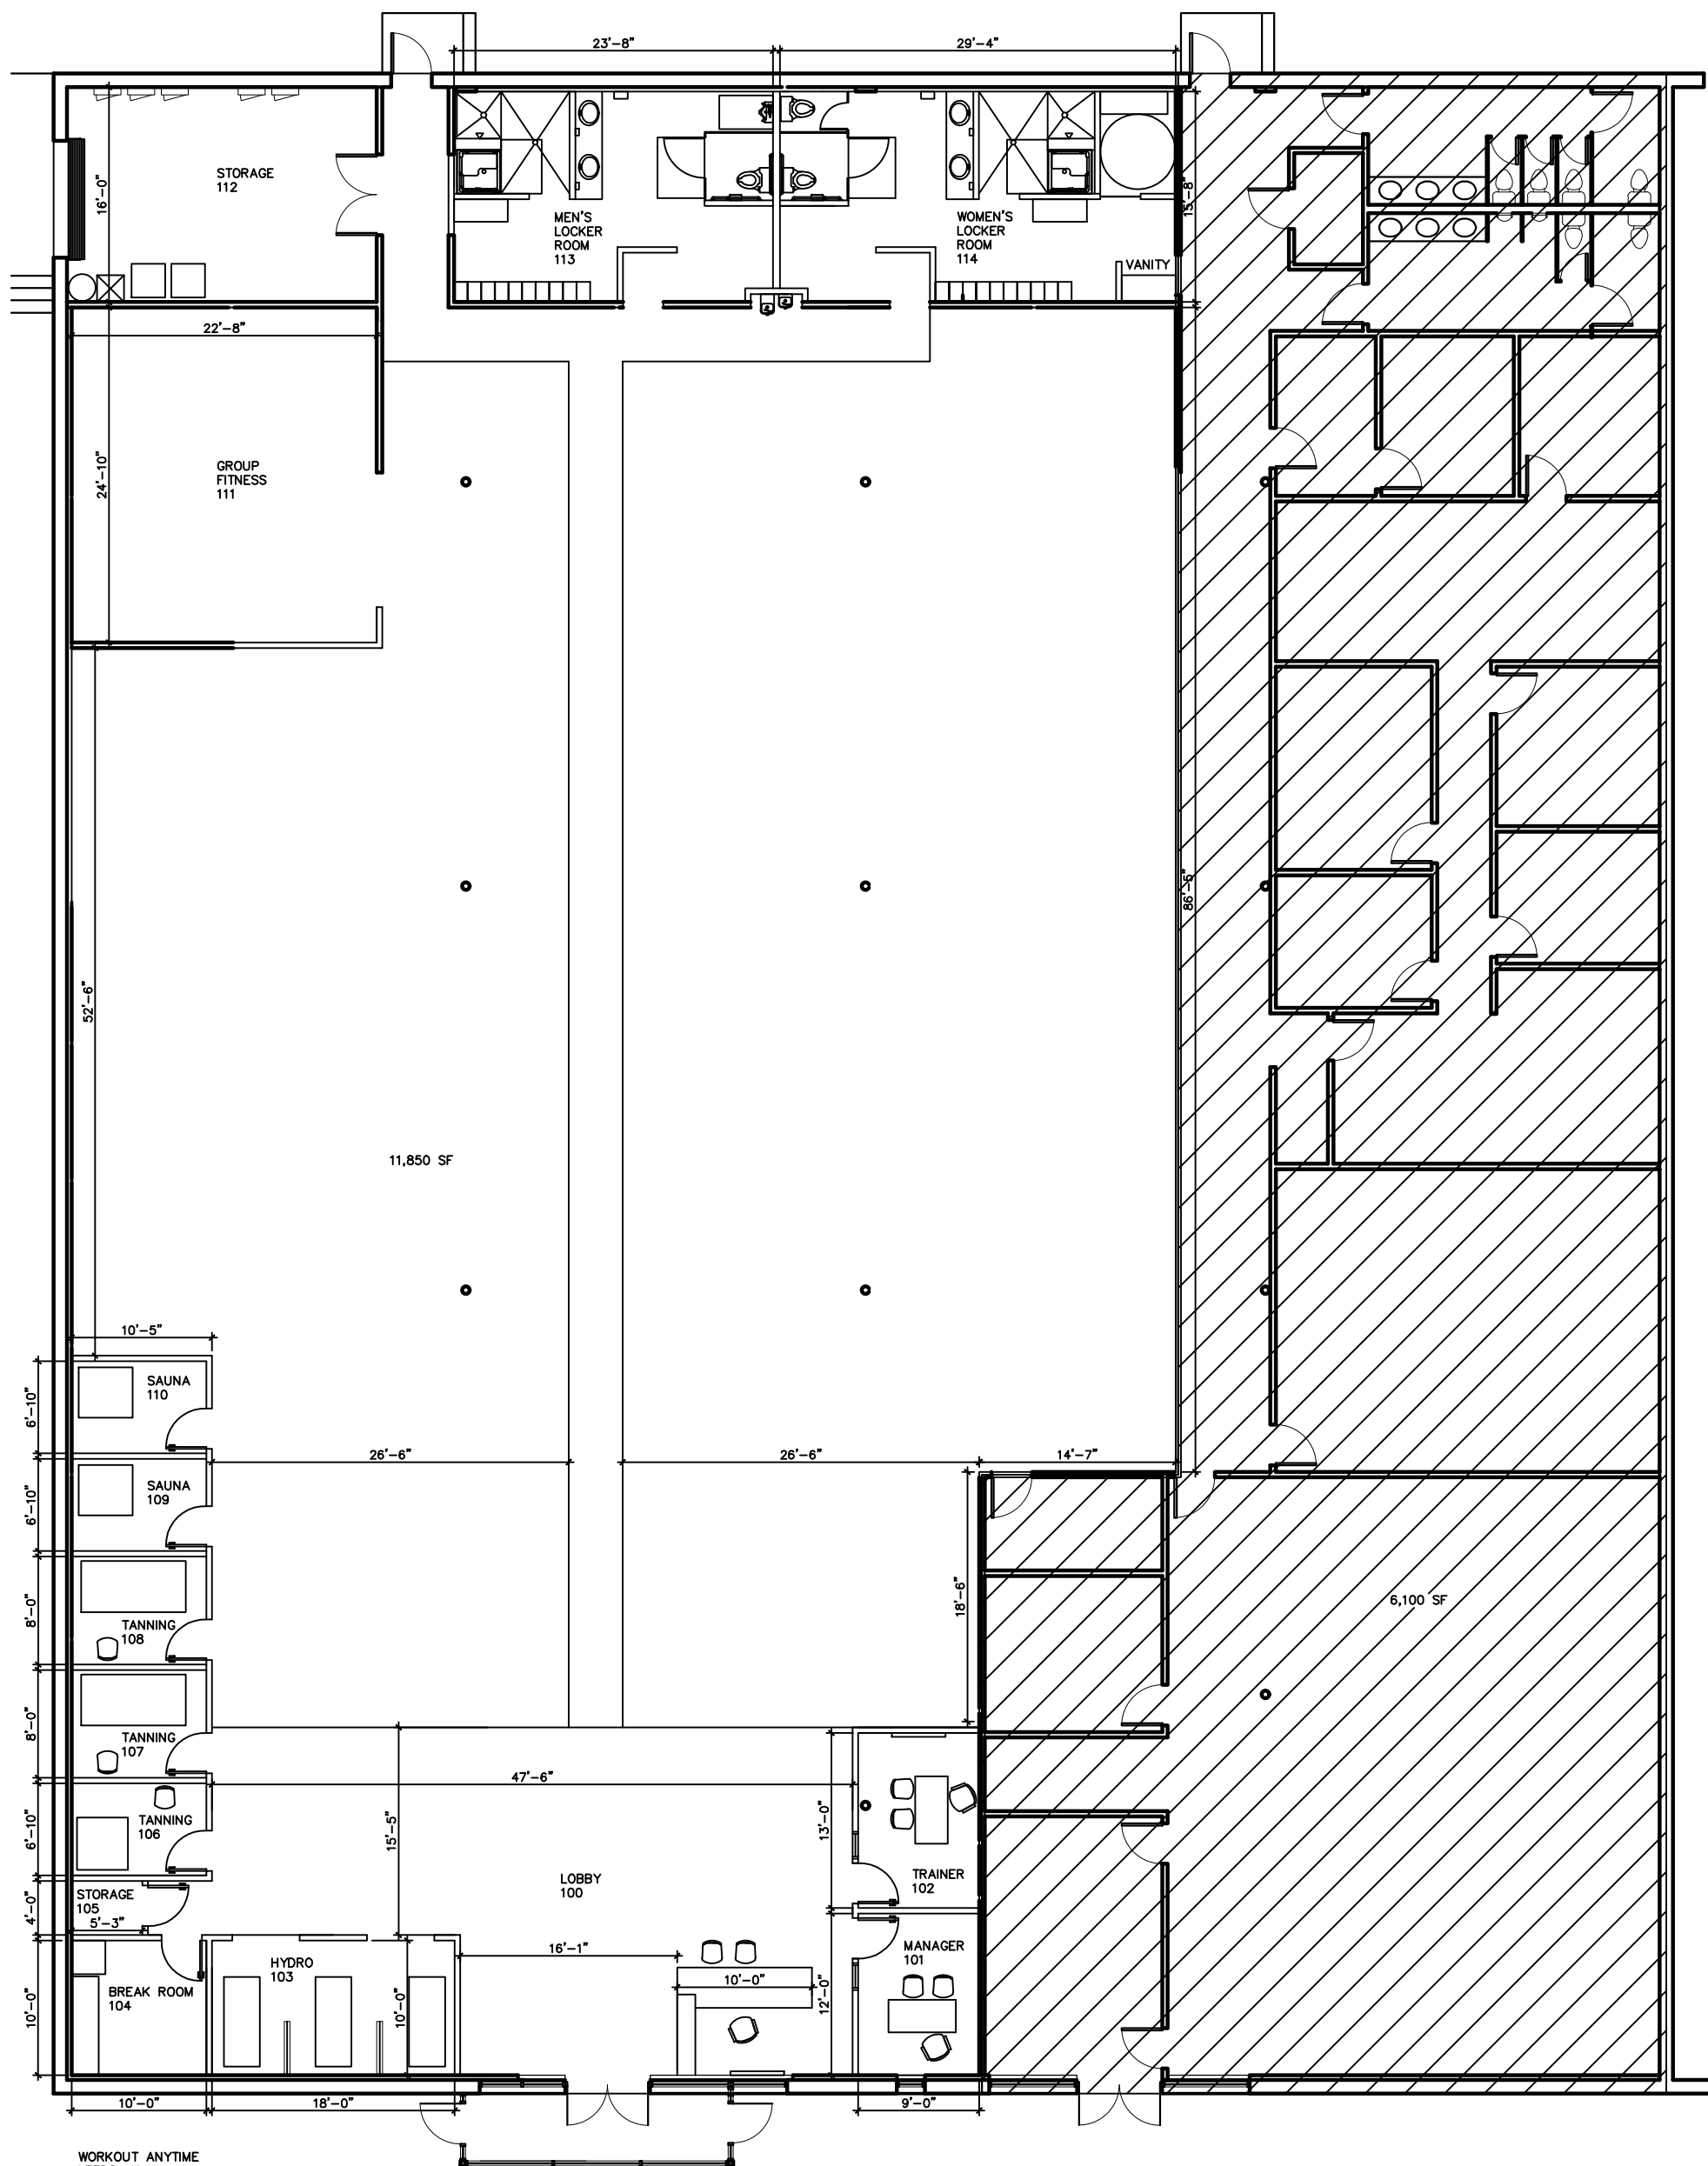 23'-8"
29'-4"
16'-0"
STORAGE
112
MEN'S
LOCKER
ROOM
113
WOMEN'S
LOCKER
ROOM
114
15'-8"
VANITY
22'-8"
24'-10"
GROUP
FITNESS
111
86'-6"
52'-6"
11,850 SF
10'-5"
6'-10"
SAUNA
110
26'-6"
26'-6"
14'-7"
6'-10"
SAUNA
109
18'-6"
6,100 SF
8'-0"
TANNING
108
8'-0"
TANNING
107
47'-6"
6'-10"
TANNING
106
15'-5"
13'-0"
LOBBY
100
TRAINER
102
4'-0"
STORAGE
105
5'-3"
16'-1"
MANAGER
101
HYDRO
103
10'-0"
BREAK ROOM
104
10'-0"
10'-0"
12'-0"
10'-0"
18'-0"
9'-0"
WORKOUT ANYTIME